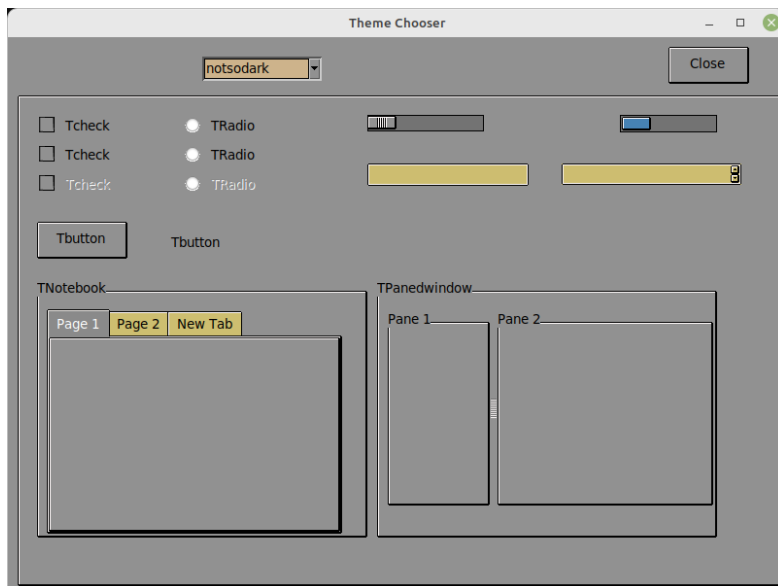 Theme Chooser
notsodark
Close
Tcheck TRadio
Tcheck TRadio
Tcheck TRadio
Tbutton Tbutton
TNotebook TPanedwindow
Page 1 Page 2 New Tab
Pane 1 Pane 2